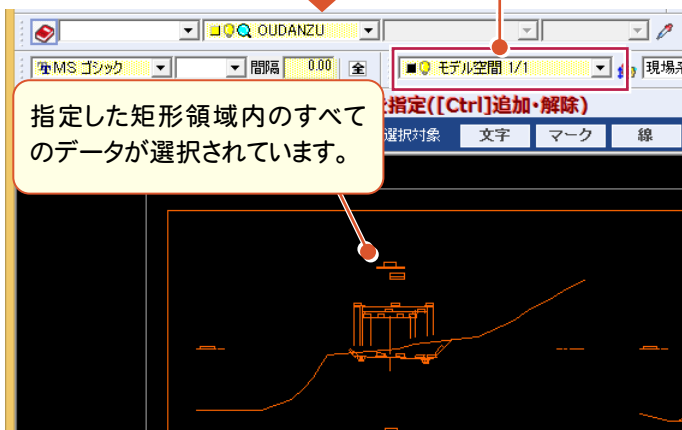 OUDANZU
MS ゴシック 間隔 0.00 全 モデル空間 1/1 現場
指定([Ctrl]追加・解除)
選択対象 文字 マーク 線
指定した矩形領域内のすべて
のデータが選択されています。